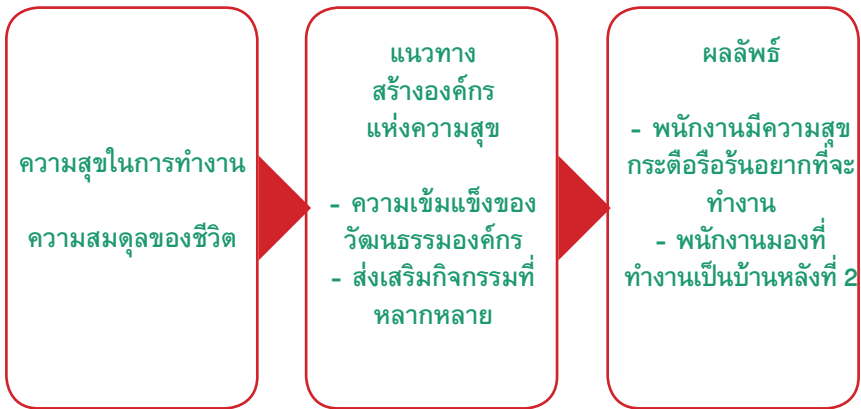 ความสุขในการทำงาน
ความสมดุลของชีวิต
แนวทาง
สร้างองค์กร
แห่งความสุข
- ความเข้มแข็งของ
วัฒนธรรมองค์กร
- ส่งเสริมกิจกรรมที่
หลากหลาย
ผลลัพธ์
- พนักงานมีความสุข
กระตือรือร้นอยากที่จะ
ทำงาน
- พนักงานมองที่
ทำงานเป็นบ้านหลังที่ 2